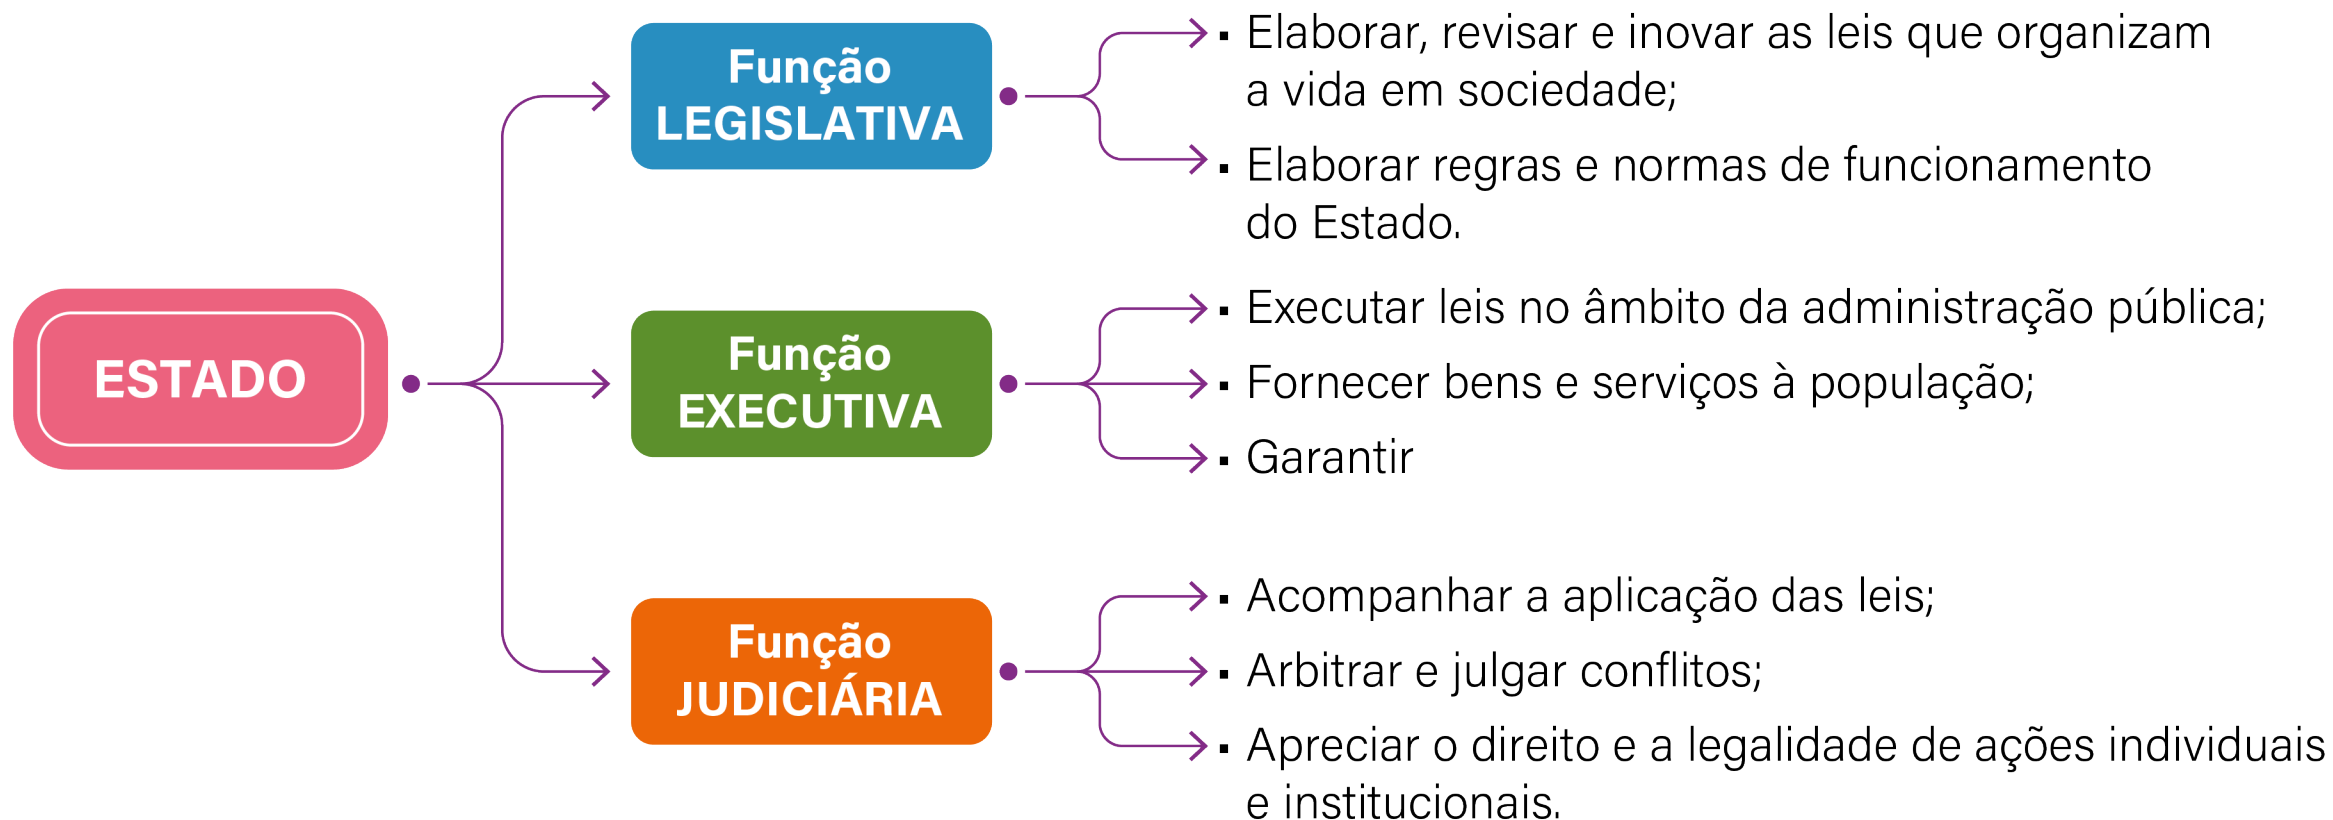 ESTADO
Função
LEGISLATIVA
▪ Elaborar, revisar e inovar as leis que organizam
a vida em sociedade;
▪ Elaborar regras e normas de funcionamento
do Estado.
Função
EXECUTIVA
▪ Executar leis no âmbito da administração pública;
▪ Fornecer bens e serviços à população;
▪ Garantir
Função
JUDICIÁRIA
▪ Acompanhar a aplicação das leis;
▪ Arbitrar e julgar conflitos;
▪ Apreciar o direito e a legalidade de ações individuais
e institucionais.